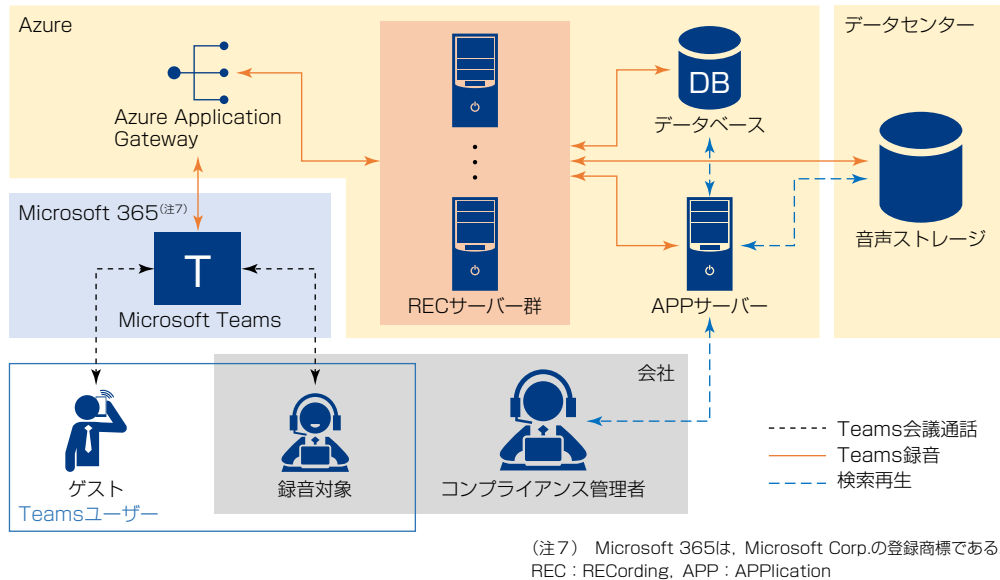 Azure
データセンター
Azure Application
Gateway
DB
データベース
Microsoft 365(注7)
音声ストレージ
T
Microsoft Teams
RECサーバー群
APPサーバー
会社
ゲスト
録音対象
コンプライアンス管理者
Teamsユーザー
Teams会議通話
Teams録音
検索再生
(注7) Microsoft 365は,Microsoft Corp.の登録商標である
REC:RECording,APP:APPlication